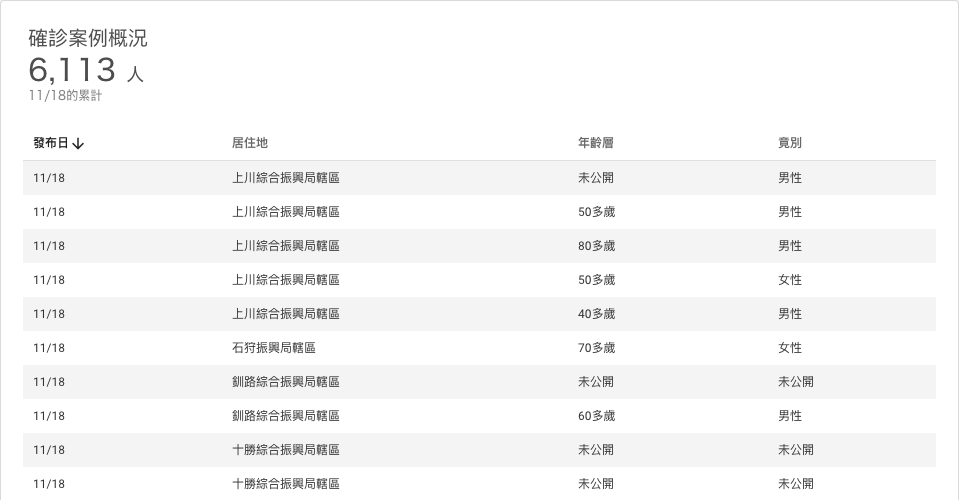 確診案例概況
6,113 人
11/18的累計
發布日 居住地 年齡層 竟別
11/18 上川綜合振興局轄區 未公開 男性
11/18 上川綜合振興局轄區 50多歲 男性
11/18 上川綜合振興局轄區 80多歲 男性
11/18 上川綜合振興局轄區 50多歲 女性
11/18 上川綜合振興局轄區 40多歲 男性
11/18 石狩振興局轄區 70多歲 女性
11/18 釧路綜合振興局轄區 未公開 未公開
11/18 釧路綜合振興局轄區 60多歲 男性
11/18 十勝綜合振興局轄區 未公開 未公開
11/18 十勝綜合振興局轄區 未公開 未公開